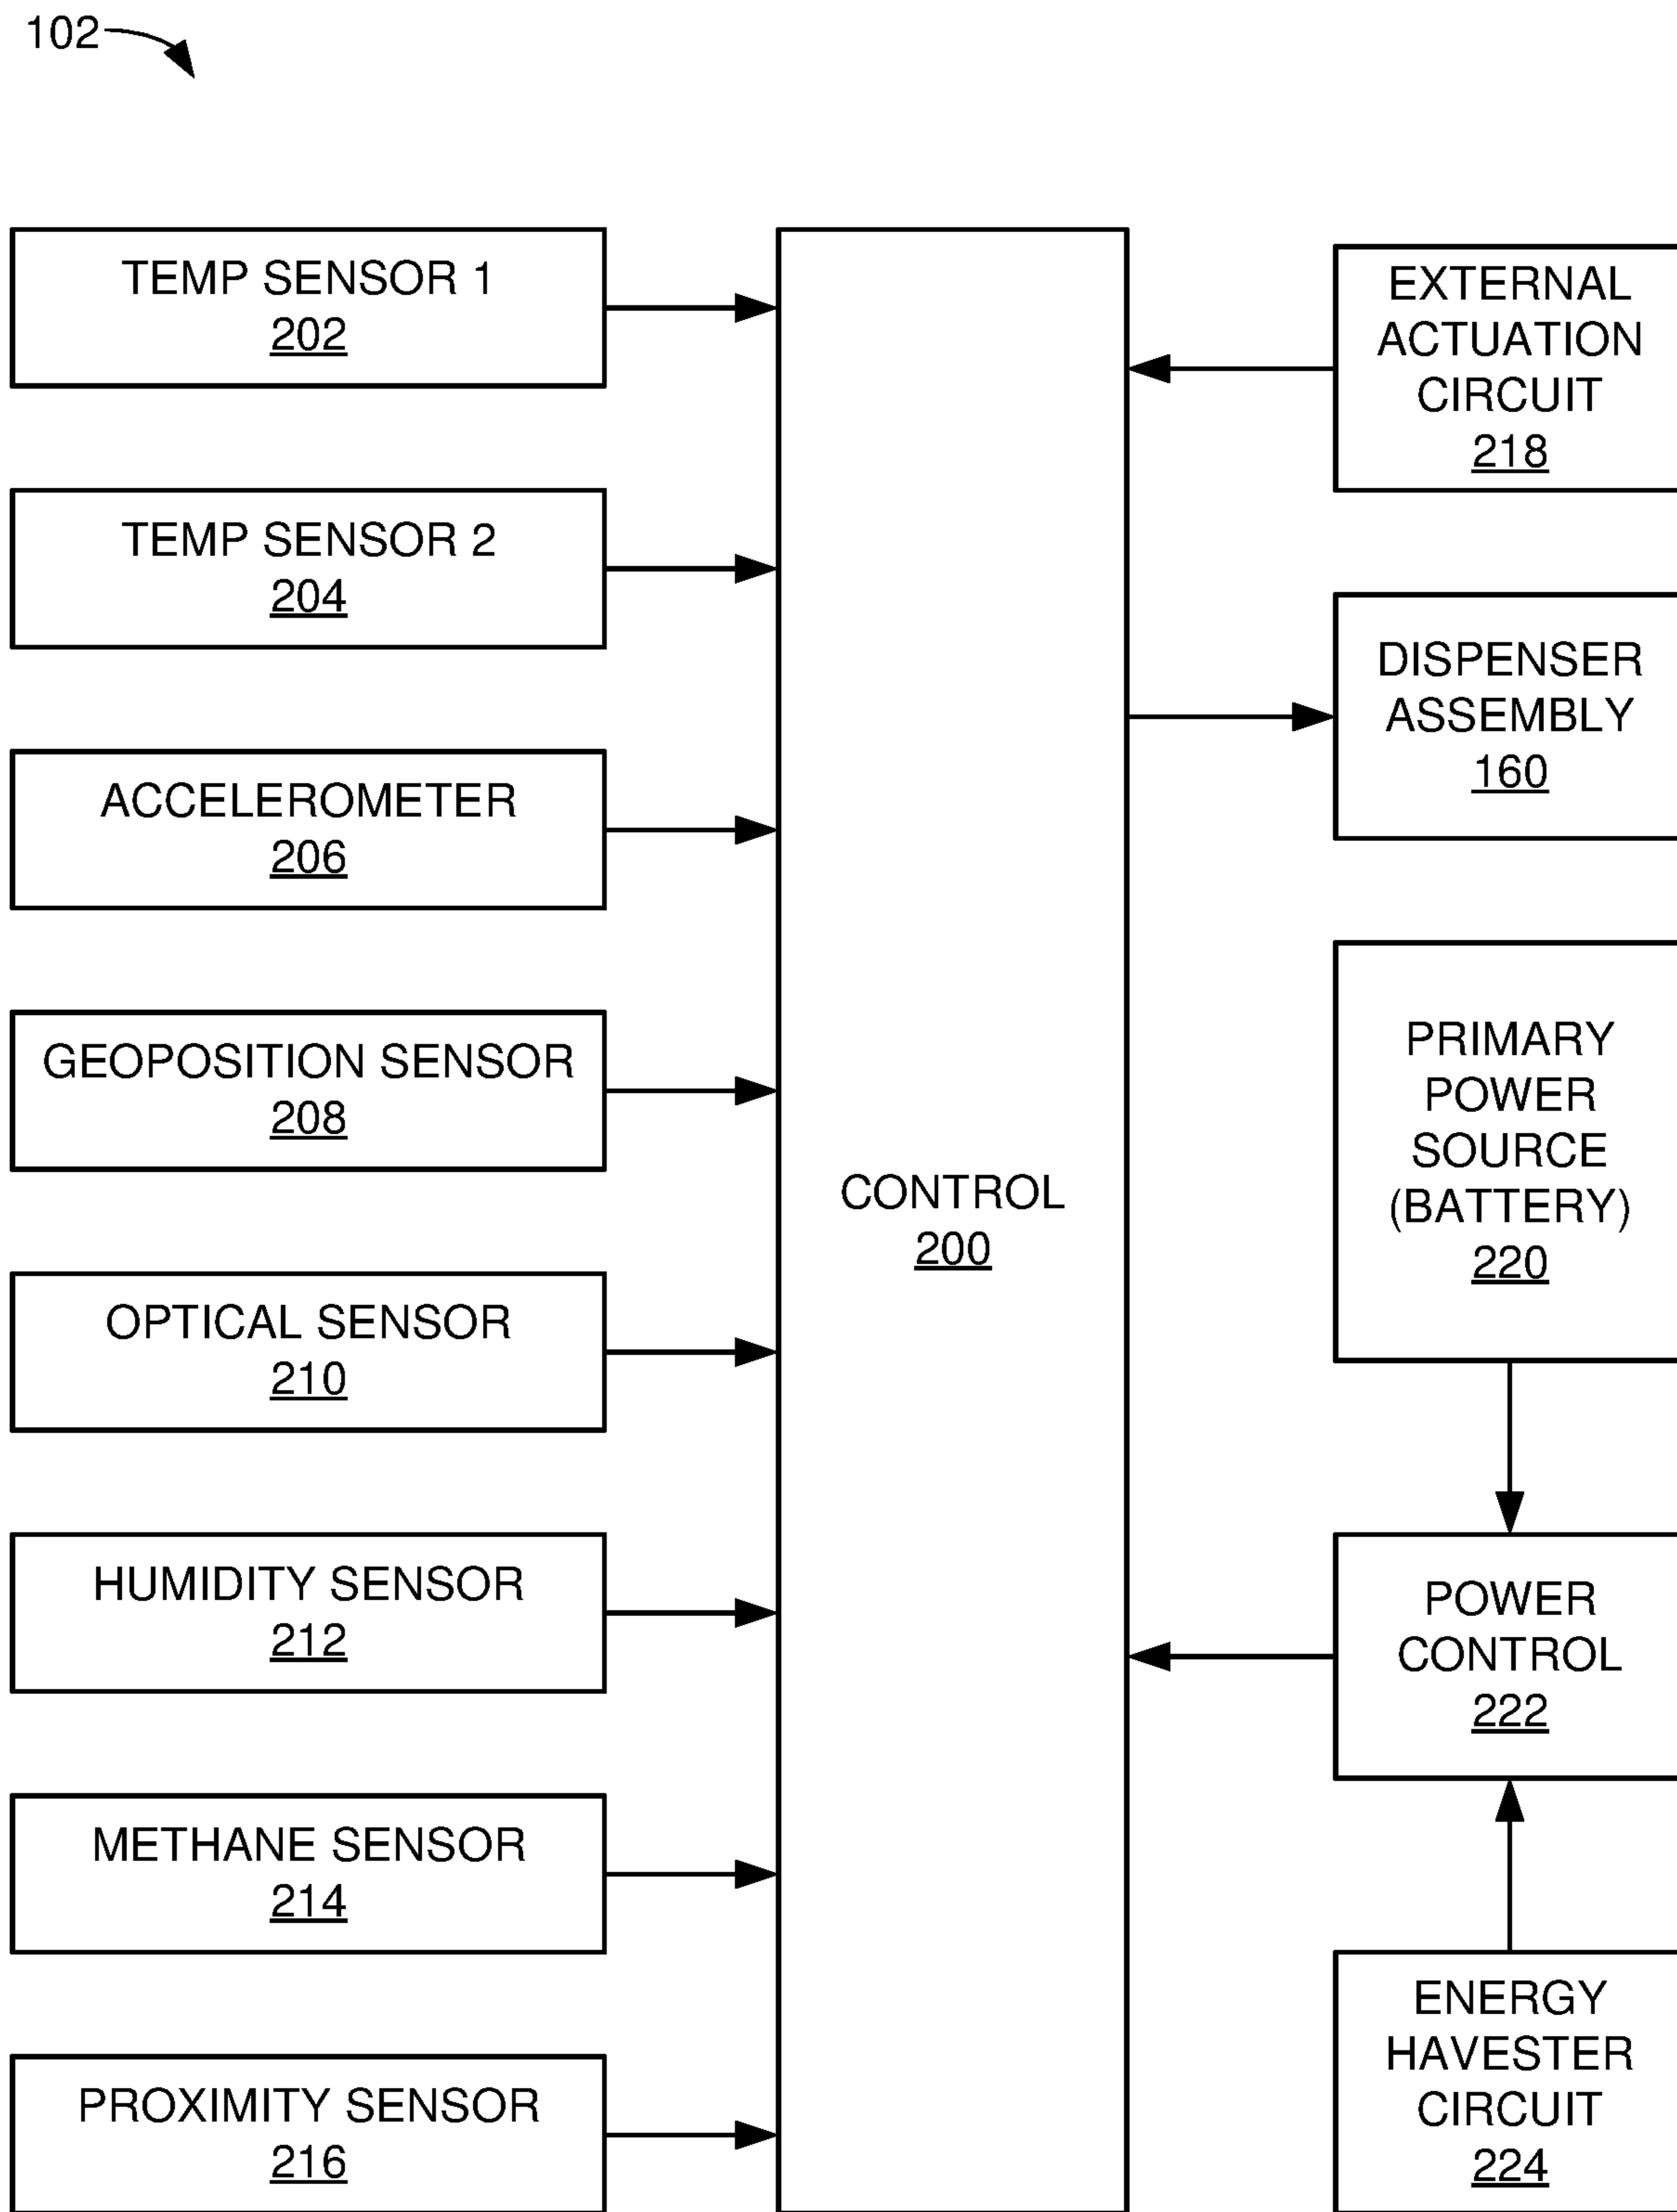 102
TEMP SENSOR 1
202
TEMP SENSOR 2
204
ACCELEROMETER
206
GEOPOSITION SENSOR
208
OPTICAL SENSOR
210
HUMIDITY SENSOR
212
METHANE SENSOR
214
PROXIMITY SENSOR
216
CONTROL
200
EXTERNAL
ACTUATION
CIRCUIT
218
DISPENSER
ASSEMBLY
160
PRIMARY
POWER
SOURCE
(BATTERY)
220
POWER
CONTROL
222
ENERGY
HAVESTER
CIRCUIT
224